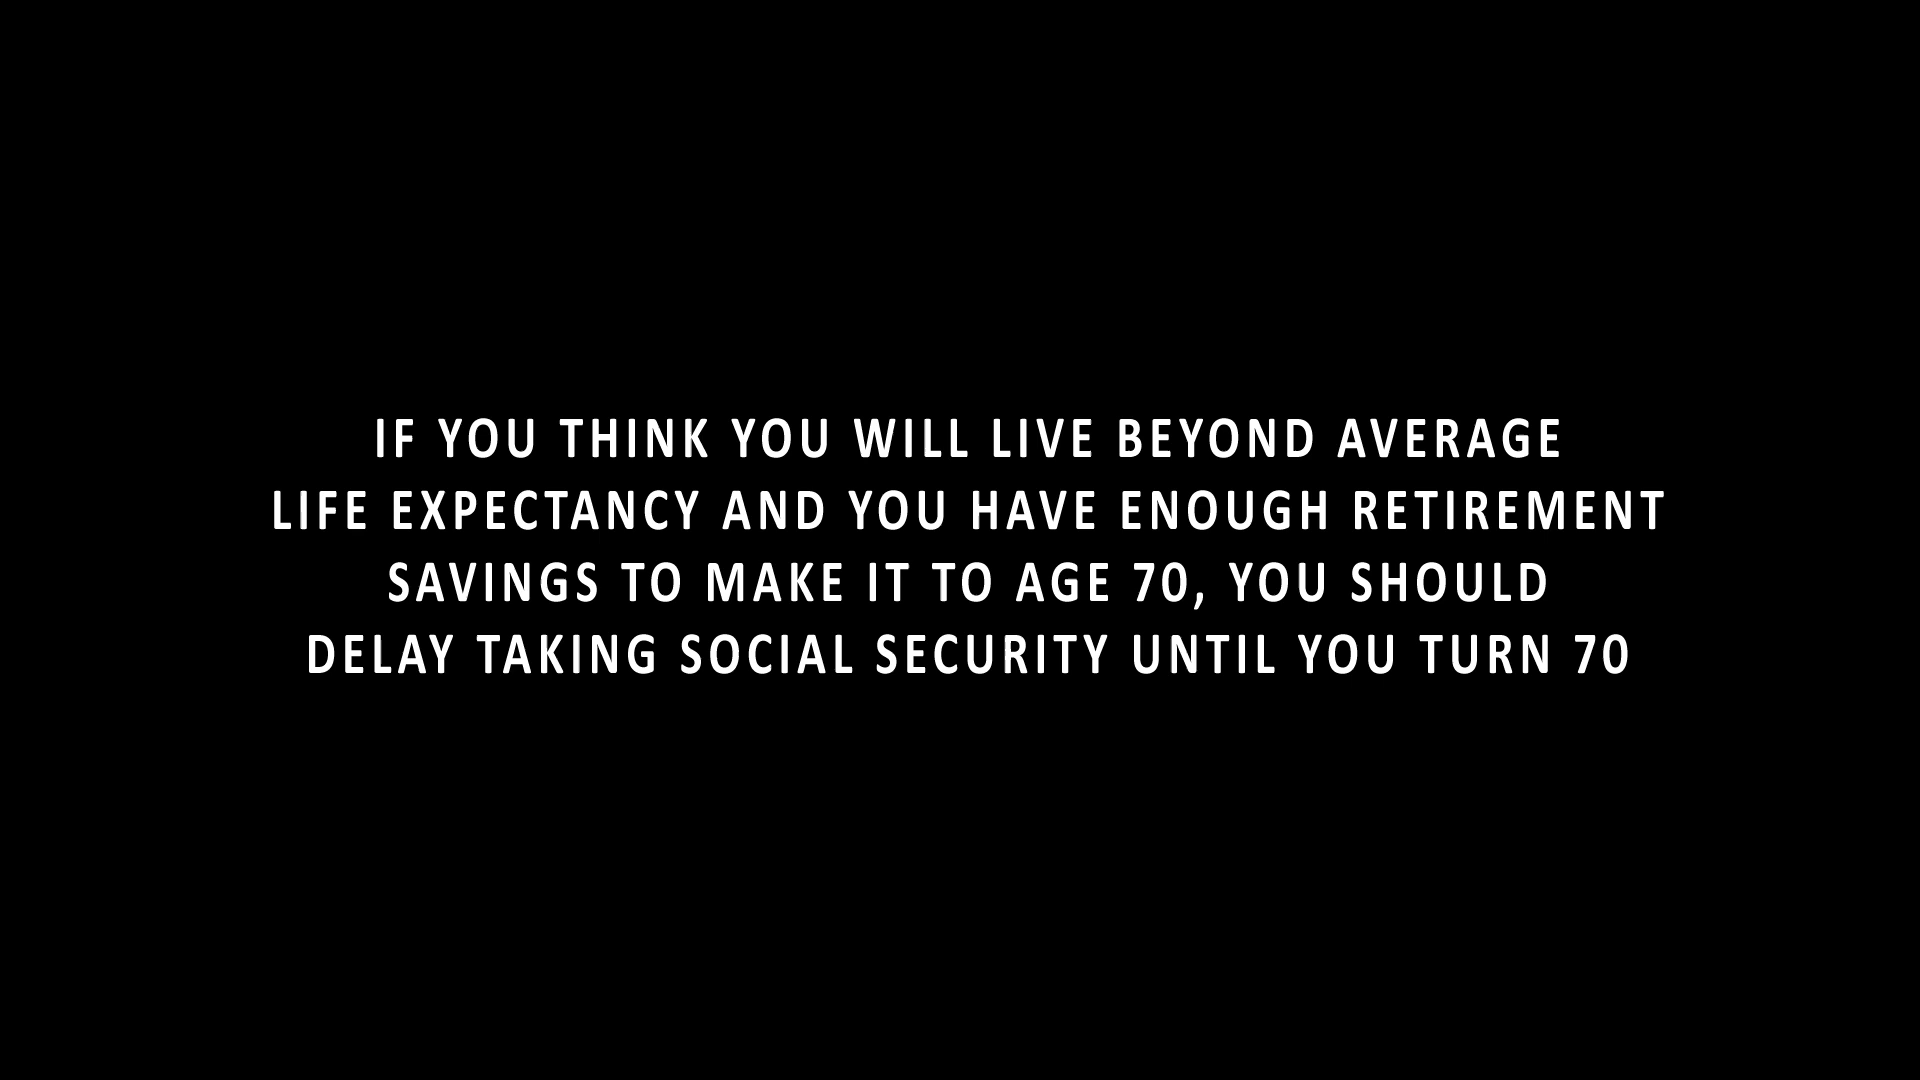 IF YOU THINK YOU WILL LIVE BEYOND AVERAGE
LIFE EXPECTANCY AND YOU HAVE ENOUGH RETIREMENT
SAVINGS TO MAKE IT TO AGE 70, YOU SHOULD
DELAY TAKING SOCIAL SECURITY UNTIL YOU TURN 70